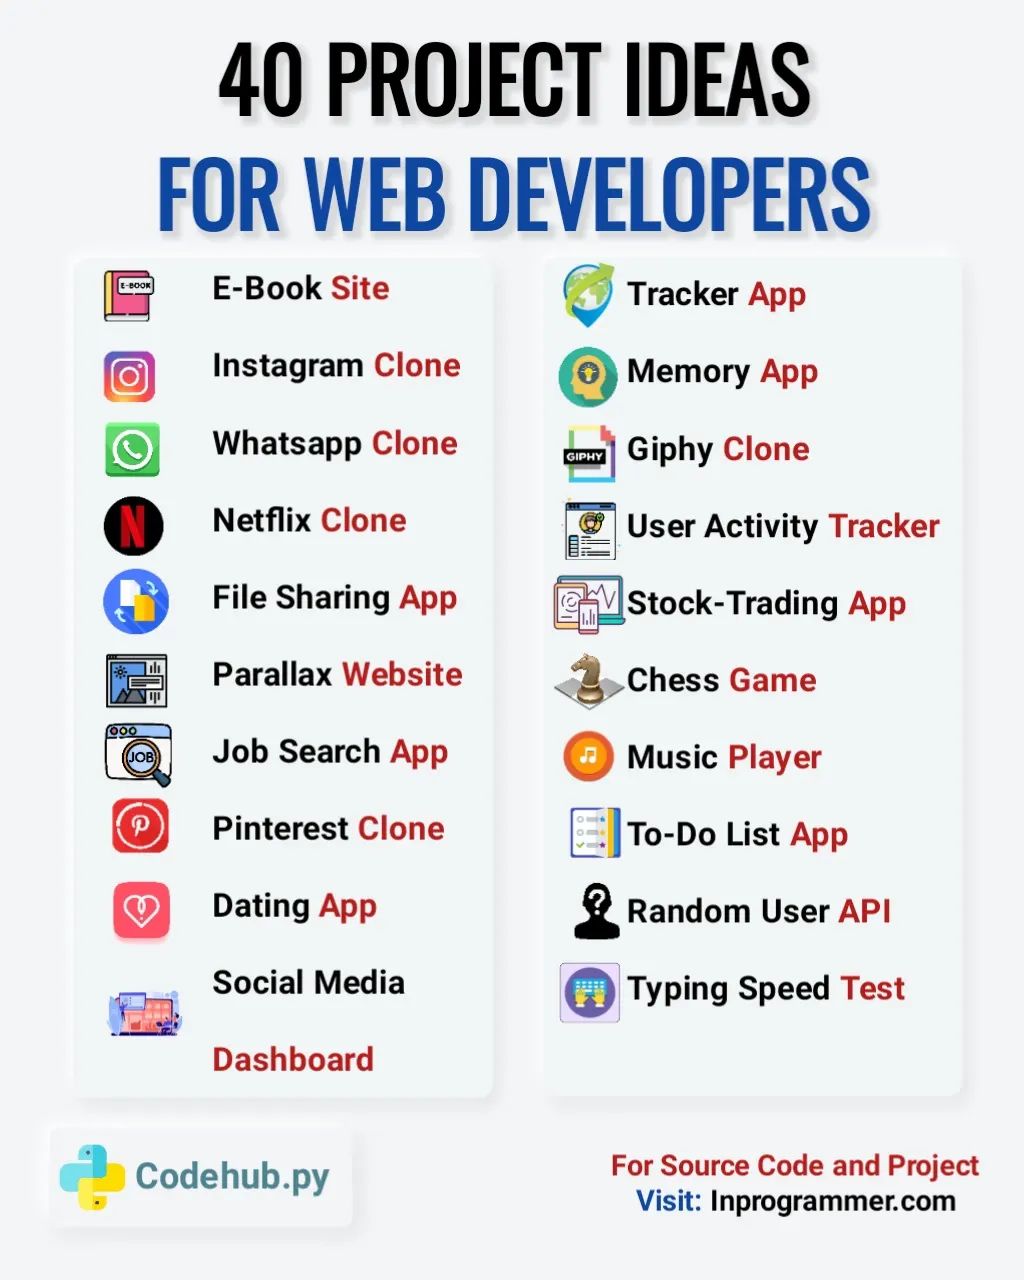 40 PROJECT IDEAS
FOR WEB DEVELOPERS
E-BOOK
E-Book Site
Instagram Clone
Whatsapp Clone
N
Netflix Clone
File Sharing App
Parallax Website
JOB
Job Search App
Pinterest Clone
Dating App
Social Media
Dashboard
Tracker App
Memory App
GIPHY
Giphy Clone
User Activity Tracker
Stock-Trading App
Chess Game
Music Player
To-Do List App
?
Random User API
Typing Speed Test
Codehub.py
For Source Code and Project
Visit: Inprogrammer.com